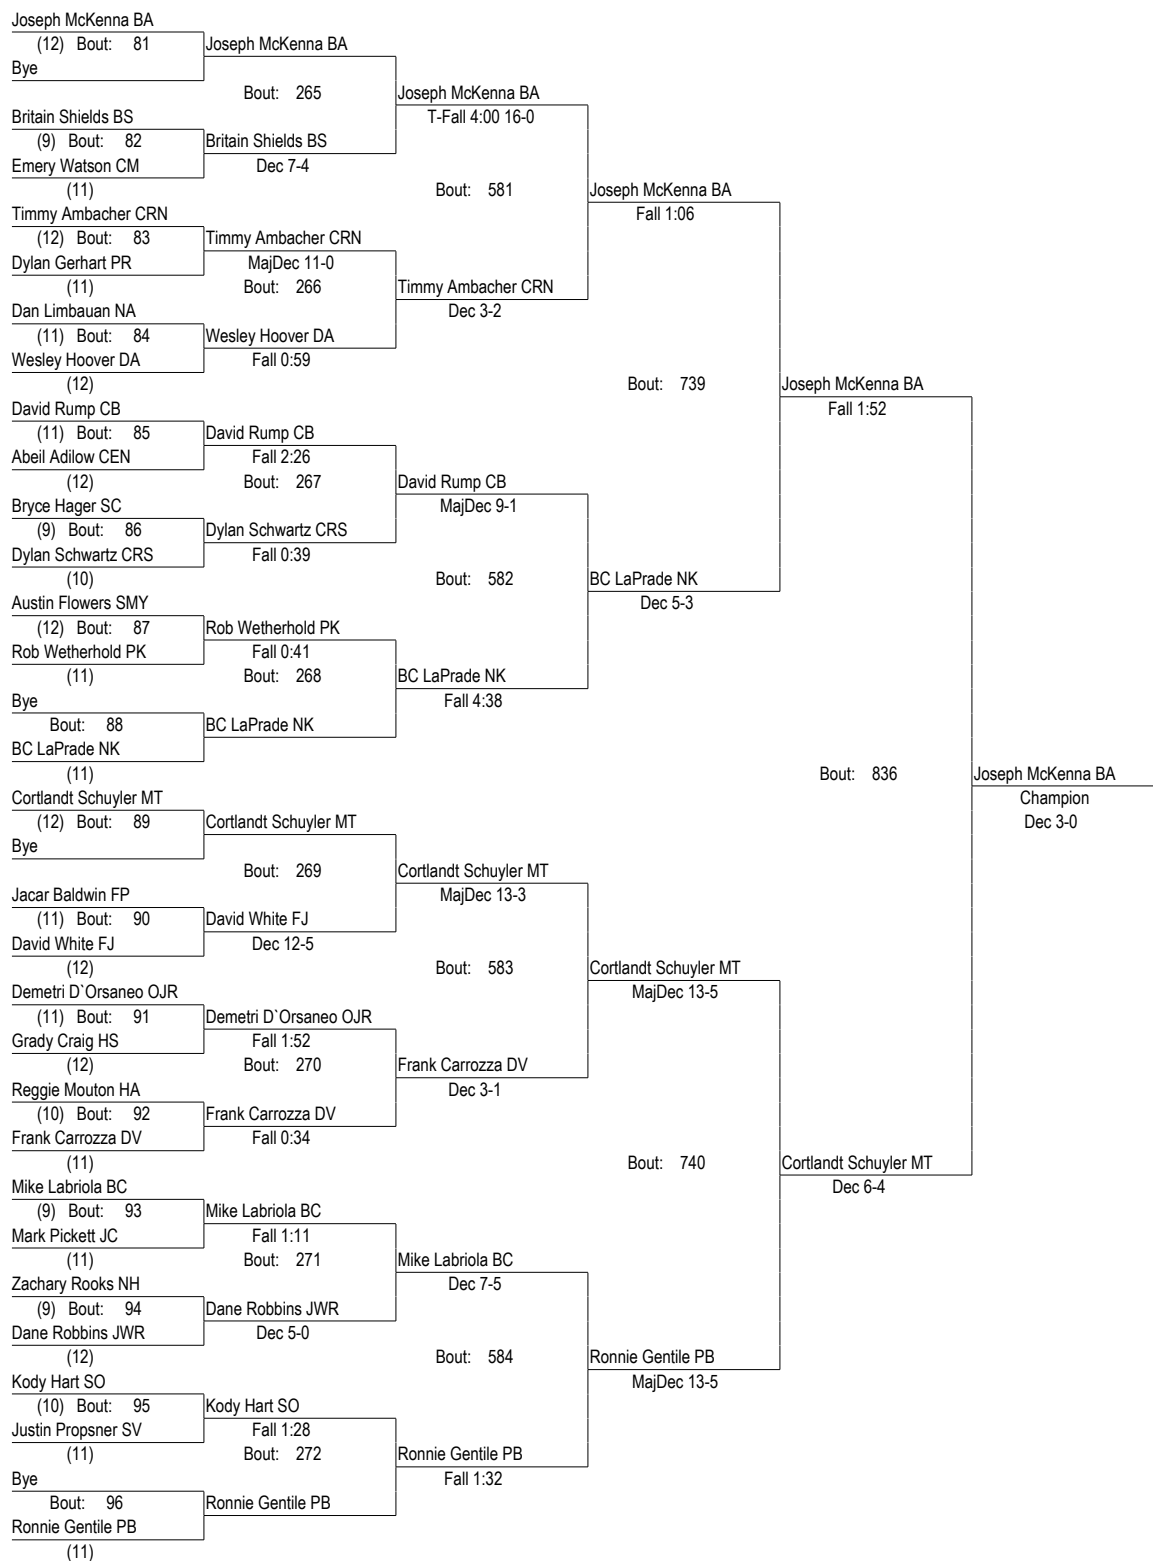 Joseph McKenna BA
(12) Bout: 81
Joseph McKenna BA
Bye
Bout: 265
Joseph McKenna BA
Britain Shields BS
T-Fall 4:00 16-0
(9) Bout: 82
Britain Shields BS
Emery Watson CM
Dec 7-4
(11)
Bout: 581
Joseph McKenna BA
Timmy Ambacher CRN
Fall 1:06
(12) Bout: 83
Timmy Ambacher CRN
Dylan Gerhart PR
MajDec 11-0
(11)
Bout: 266
Timmy Ambacher CRN
Dan Limbauan NA
Dec 3-2
(11) Bout: 84
Wesley Hoover DA
Wesley Hoover DA
Fall 0:59
(12)
Bout: 739
Joseph McKenna BA
David Rump CB
Fall 1:52
(11) Bout: 85
David Rump CB
Abeil Adilow CEN
Fall 2:26
(12)
Bout: 267
David Rump CB
Bryce Hager SC
MajDec 9-1
(9) Bout: 86
Dylan Schwartz CRS
Dylan Schwartz CRS
Fall 0:39
(10)
Bout: 582
BC LaPrade NK
Austin Flowers SMY
Dec 5-3
(12) Bout: 87
Rob Wetherhold PK
Rob Wetherhold PK
Fall 0:41
(11)
Bout: 268
BC LaPrade NK
Bye
Fall 4:38
Bout: 88
BC LaPrade NK
BC LaPrade NK
(11)
Bout: 836
Joseph McKenna BA
Cortlandt Schuyler MT
Champion
(12) Bout: 89
Cortlandt Schuyler MT
Dec 3-0
Bye
Bout: 269
Cortlandt Schuyler MT
Jacar Baldwin FP
MajDec 13-3
(11) Bout: 90
David White FJ
David White FJ
Dec 12-5
(12)
Bout: 583
Cortlandt Schuyler MT
Demetri D`Orsaneo OJR
MajDec 13-5
(11) Bout: 91
Demetri D`Orsaneo OJR
Grady Craig HS
Fall 1:52
(12)
Bout: 270
Frank Carrozza DV
Reggie Mouton HA
Dec 3-1
(10) Bout: 92
Frank Carrozza DV
Frank Carrozza DV
Fall 0:34
(11)
Bout: 740
Cortlandt Schuyler MT
Mike Labriola BC
Dec 6-4
(9) Bout: 93
Mike Labriola BC
Mark Pickett JC
Fall 1:11
(11)
Bout: 271
Mike Labriola BC
Zachary Rooks NH
Dec 7-5
(9) Bout: 94
Dane Robbins JWR
Dane Robbins JWR
Dec 5-0
(12)
Bout: 584
Ronnie Gentile PB
Kody Hart SO
MajDec 13-5
(10) Bout: 95
Kody Hart SO
Justin Propsner SV
Fall 1:28
(11)
Bout: 272
Ronnie Gentile PB
Bye
Fall 1:32
Bout: 96
Ronnie Gentile PB
Ronnie Gentile PB
(11)